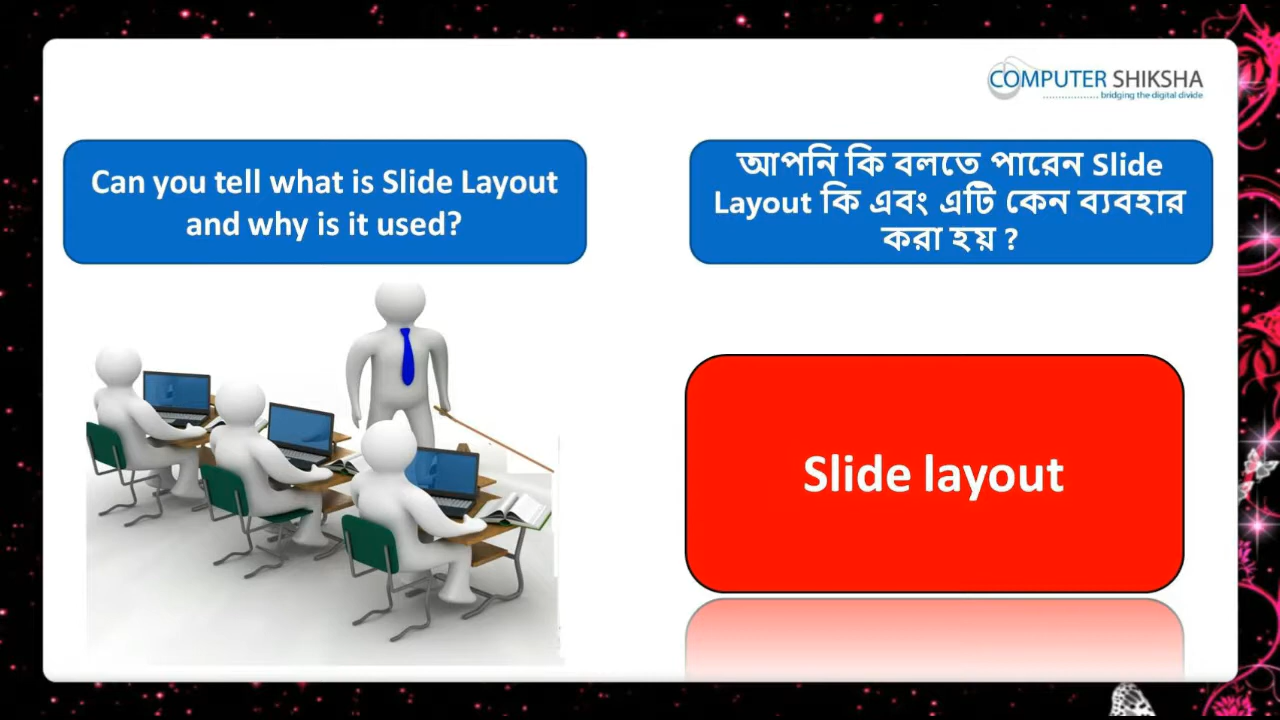 COMPUTER SHIKSHA
bridging the digital divide
Can you tell what is Slide Layout
and why is it used?
আপনি কি বলতে পারেন Slide
Layout কি এবং এটি কেন ব্যবহার
করা হয় ?
Slide layout